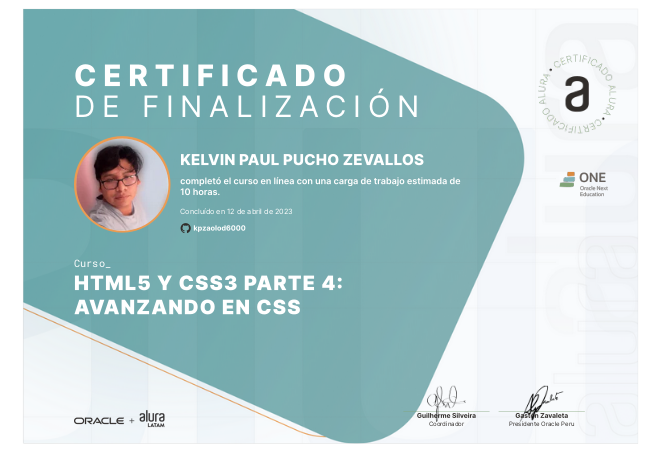 CERTIFICADO
DE FINALIZACIÓN
CERTIFICADO ALURA • CERTIFICADO ALURA •
a
KELVIN PAUL PUCHO ZEVALLOS
completó el curso en línea con una carga de trabajo estimada de
10 horas.
Concluído en 12 de abril de 2023
kpzaolod6000
ONE
Oracle Next
Education
Curso_
HTML5 Y CSS3 PARTE 4:
AVANZANDO EN CSS
ORACLE + alura
LATAM
Guilherme Silveira
Coordinador
Gastón Zavaleta
Presidente Oracle Peru
alura